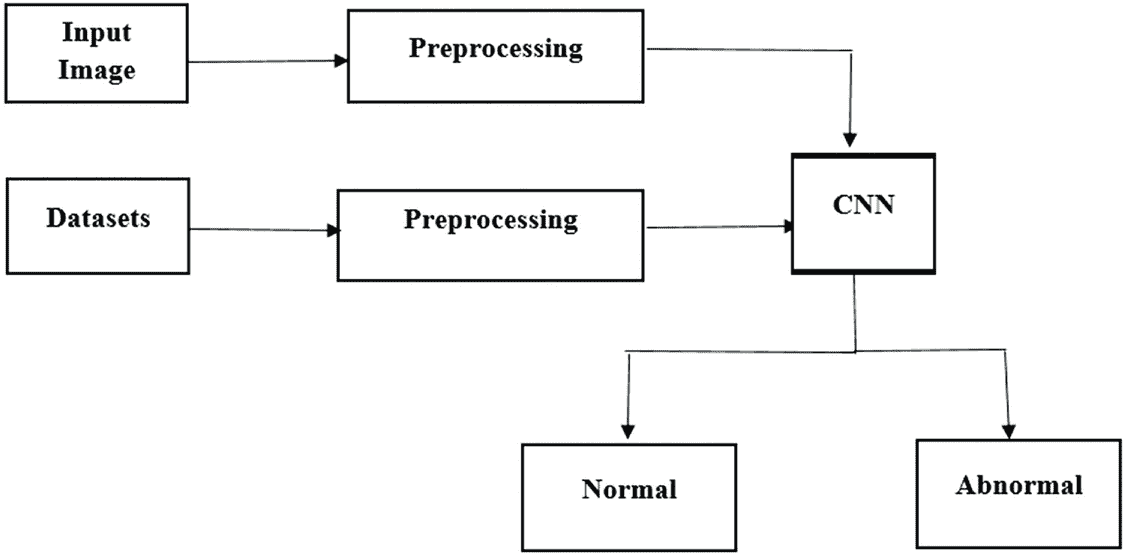 Input
Image
Preprocessing
Datasets
Preprocessing
CNN
Normal
Abnormal